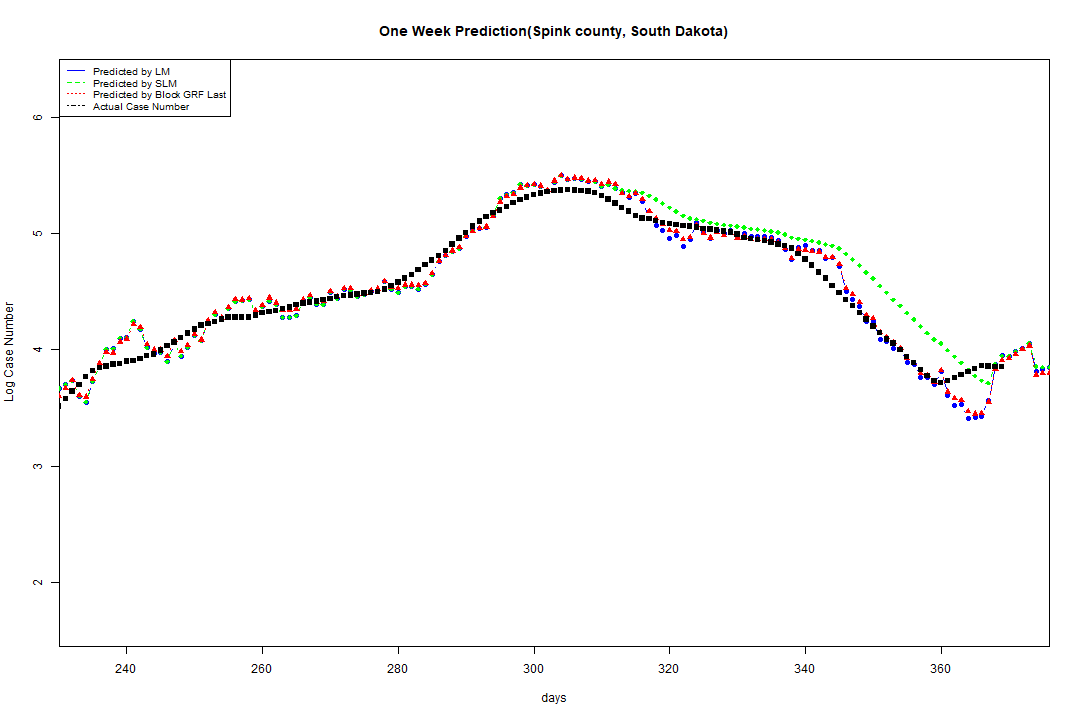 One Week Prediction(Spink county, South Dakota)
Predicted by LM
Predicted by SLM
Predicted by Block GRF Last
Actual Case Number
6
5
4
3
2
Log Case Number
240 260 280 300 320 340 360
days